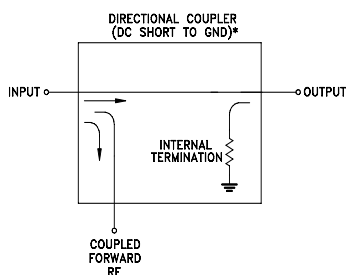 DIRECTIONAL COUPLER
(DC SHORT TO GND)*
INPUT
OUTPUT
INTERNAL
TERMINATION
COUPLED
FORWARD
RF